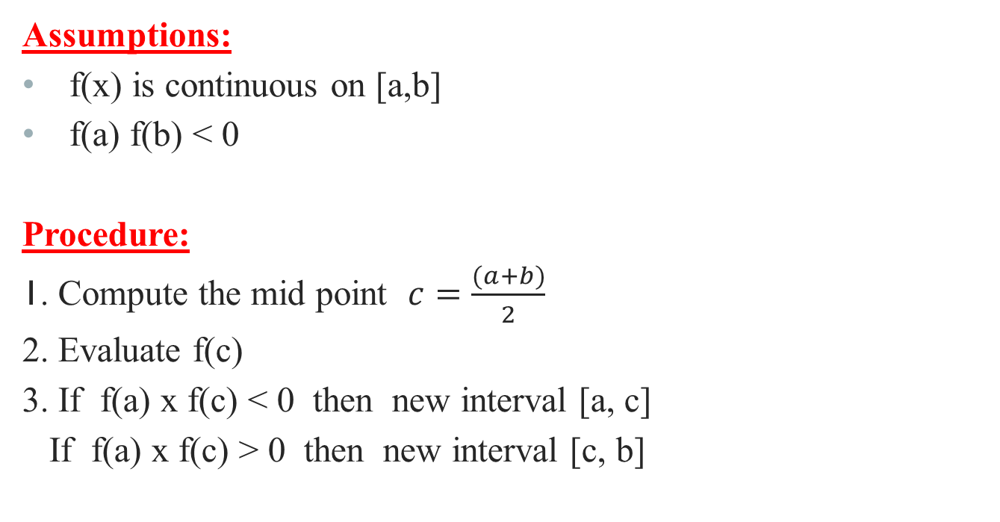 Assumptions:
• f(x) is continuous on [a,b]
• f(a) f(b) < 0
Procedure:
1. Compute the mid point c = (a+b)/2
2. Evaluate f(c)
3. If f(a) x f(c) < 0 then new interval [a, c]
If f(a) x f(c) > 0 then new interval [c, b]